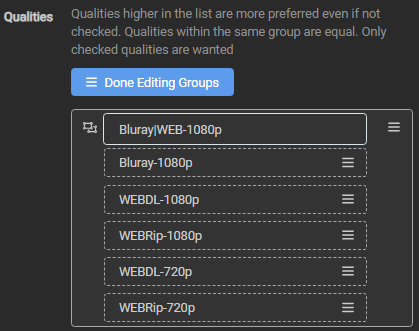 Qualities
Qualities higher in the list are more preferred even if not
checked. Qualities within the same group are equal. Only
checked qualities are wanted
Done Editing Groups
Bluray|WEB-1080p
Bluray-1080p
WEBDL-1080p
WEBRip-1080p
WEBDL-720p
WEBRip-720p